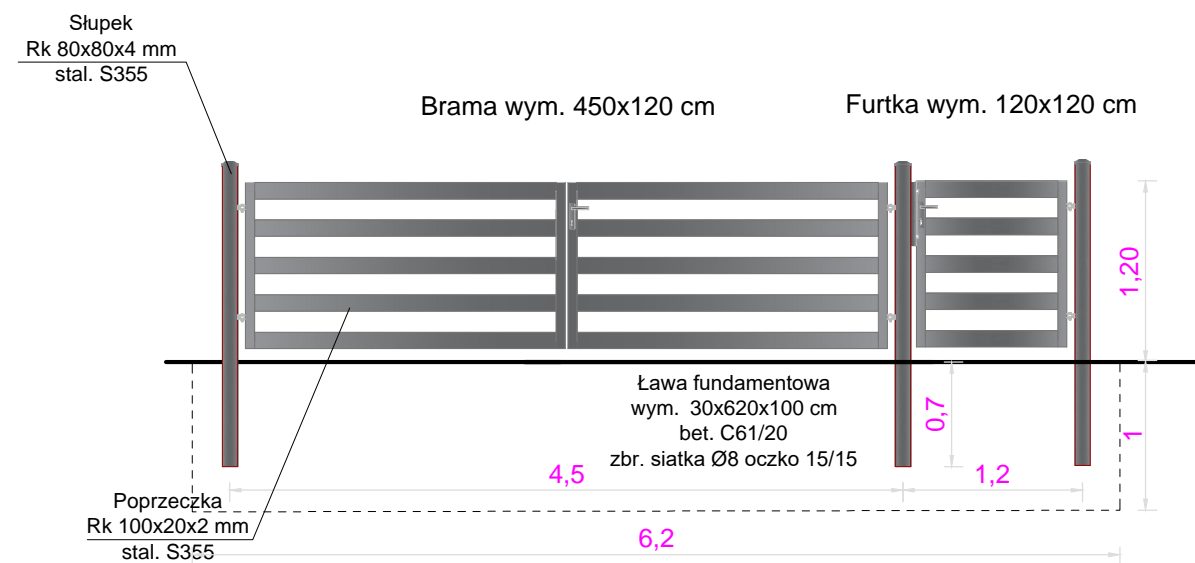 Słupek
Rk 80x80x4 mm
stal. S355
Brama wym. 450x120 cm
Furtka wym. 120x120 cm
1,20
Ława fundamentowa
wym. 30x620x100 cm
bet. C61/20
zbr. siatka Ø8 oczko 15/15
0,7
1
4,5
1,2
Poprzeczka
Rk 100x20x2 mm
stal. S355
6,2